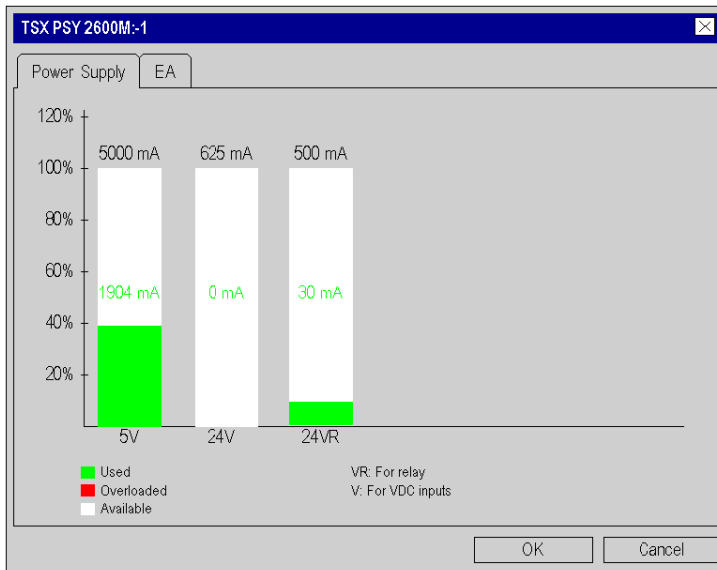 TSX PSY 2600M:-1
Power Supply EA
120%
5000 mA 625 mA 500 mA
100%
80%
60%
1904 mA 0 mA 30 mA
40%
20%
5V 24V 24VR
Used VR: For relay
Overloaded V: For VDC inputs
Available
OK Cancel